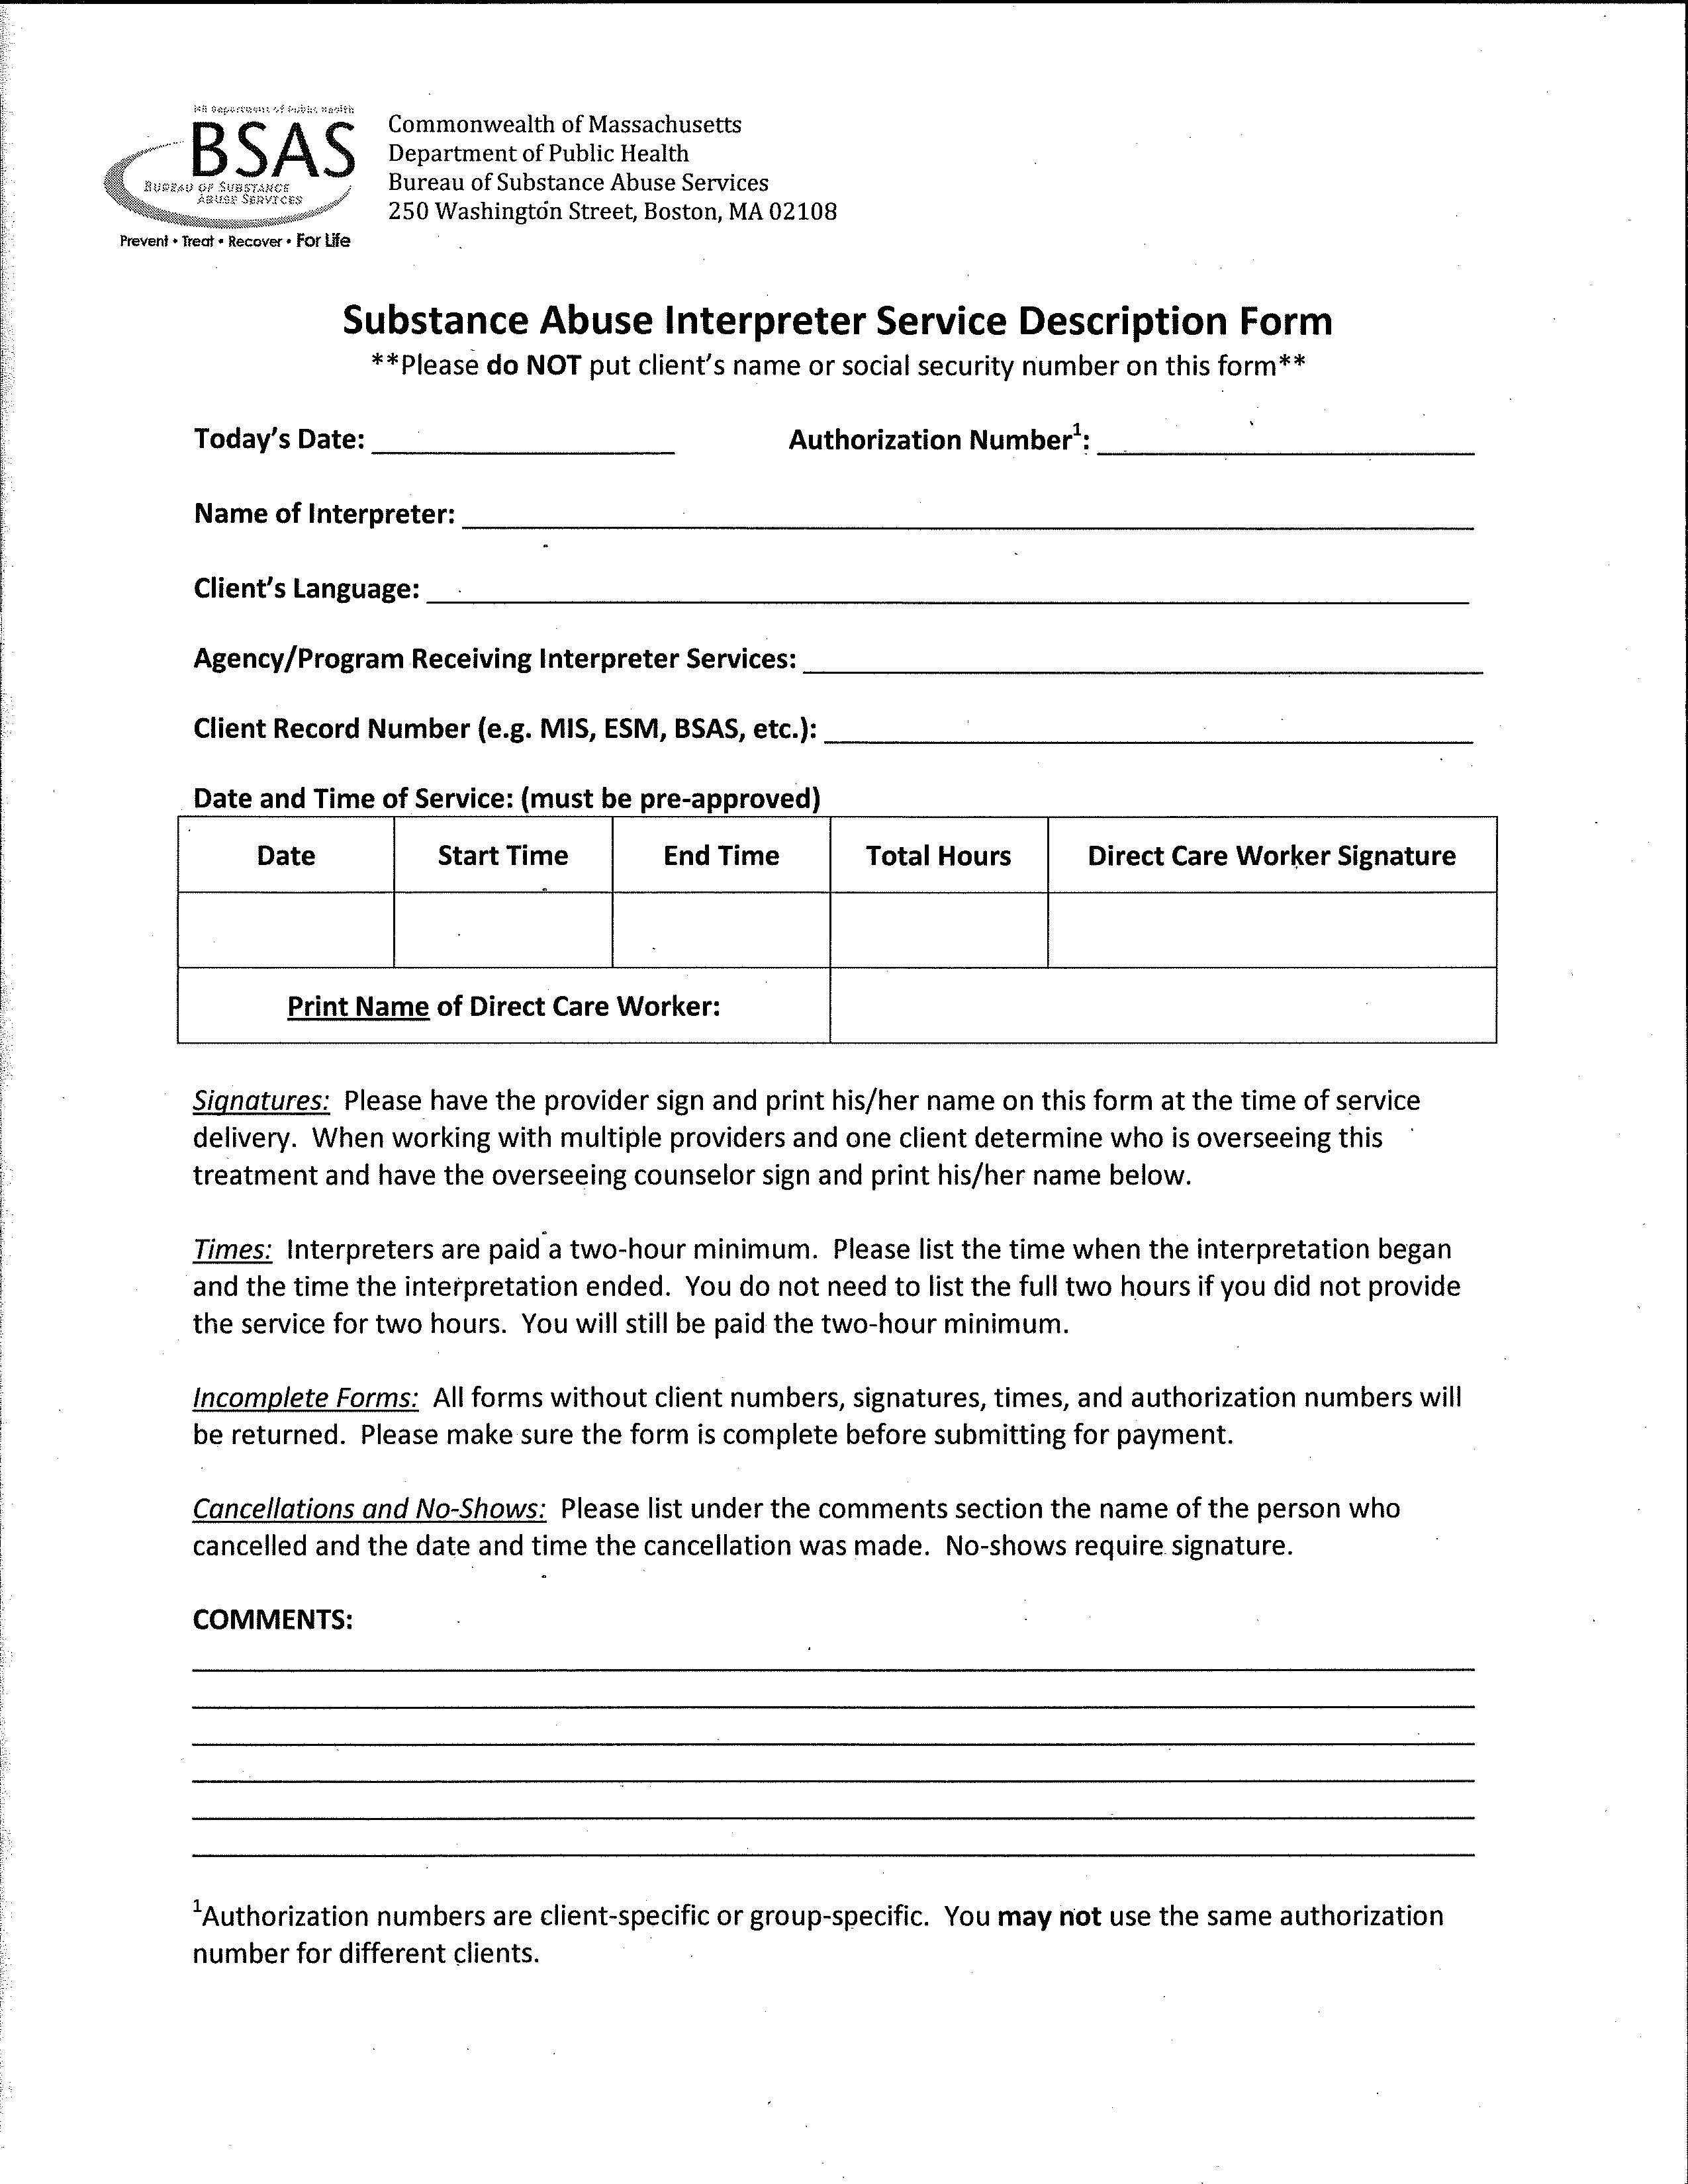 MA Department of Public Health
BSAS
BUREAU OF SUBSTANCE
ABUSE SERVICES
Prevent • Treat • Recover • For Life
Commonwealth of Massachusetts
Department of Public Health
Bureau of Substance Abuse Services
250 Washington Street, Boston, MA 02108
Substance Abuse Interpreter Service Description Form
**Please do NOT put client's name or social security number on this form**
Today's Date: Authorization Number¹:
Name of Interpreter:
Client's Language:
Agency/Program Receiving Interpreter Services:
Client Record Number (e.g. MIS, ESM, BSAS, etc.):
Date and Time of Service: (must be pre-approved)
Date Start Time End Time Total Hours Direct Care Worker Signature
Print Name of Direct Care Worker:
Signatures: Please have the provider sign and print his/her name on this form at the time of service
delivery. When working with multiple providers and one client determine who is overseeing this
treatment and have the overseeing counselor sign and print his/her name below.
Times: Interpreters are paid a two-hour minimum. Please list the time when the interpretation began
and the time the interpretation ended. You do not need to list the full two hours if you did not provide
the service for two hours. You will still be paid the two-hour minimum.
Incomplete Forms: All forms without client numbers, signatures, times, and authorization numbers will
be returned. Please make sure the form is complete before submitting for payment.
Cancellations and No-Shows: Please list under the comments section the name of the person who
cancelled and the date and time the cancellation was made. No-shows require signature.
COMMENTS:
¹Authorization numbers are client-specific or group-specific. You may not use the same authorization
number for different clients.